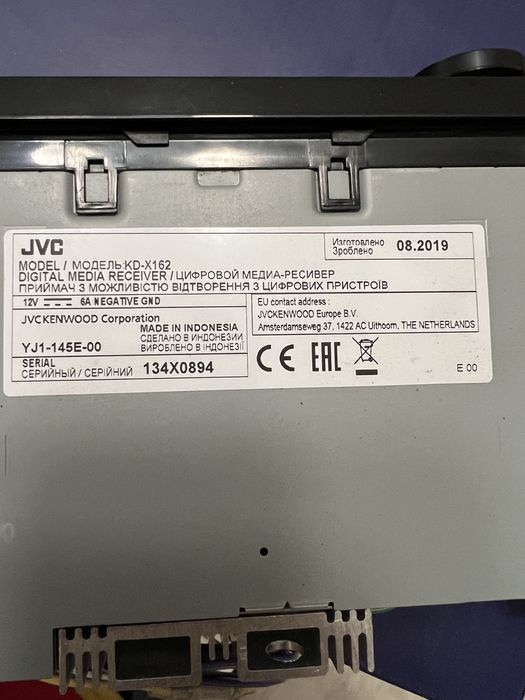 JVC
MODEL / МОДЕЛЬ:KD-X162
DIGITAL MEDIA RECEIVER / ЦИФРОВОЙ МЕДИА-РЕСИВЕР
ПРИЙМАЧ З МОЖЛИВІСТЮ ВІДТВОРЕННЯ З ЦИФРОВИХ ПРИСТРОЇВ
Изготовлено
Зроблено
08.2019
12V 6A NEGATIVE GND
JVCKENWOOD Corporation
MADE IN INDONESIA
СДЕЛАНО В ИНДОНЕЗИИ
YJ1-145E-00
ВИРОБЛЕНО В ІНДОНЕЗІЇ
SERIAL
СЕРИЙНЫЙ / СЕРІЙНИЙ
134X0894
EU contact address :
JVCKENWOOD Europe B.V.
Amsterdamseweg 37, 1422 AC Uithoorn, THE NETHERLANDS
CE EAC
E 00